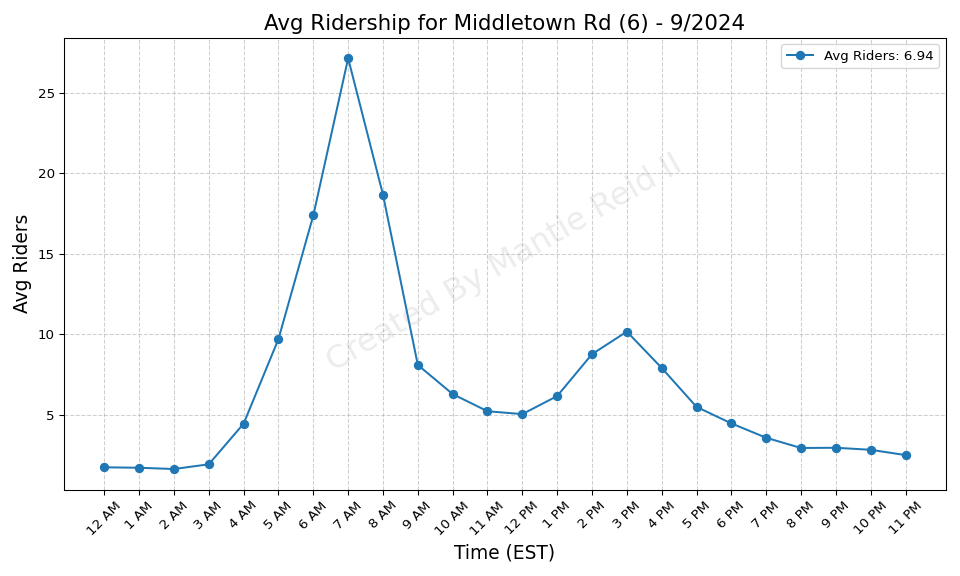 Avg Ridership for Middletown Rd (6) - 9/2024
Avg Riders: 6.94
Avg Riders
25
20
15
10
5
Created By Mantie Reid II
12 AM
1 AM
2 AM
3 AM
4 AM
5 AM
6 AM
7 AM
8 AM
9 AM
10 AM
11 AM
12 PM
1 PM
2 PM
3 PM
4 PM
5 PM
6 PM
7 PM
8 PM
9 PM
10 PM
11 PM
Time (EST)